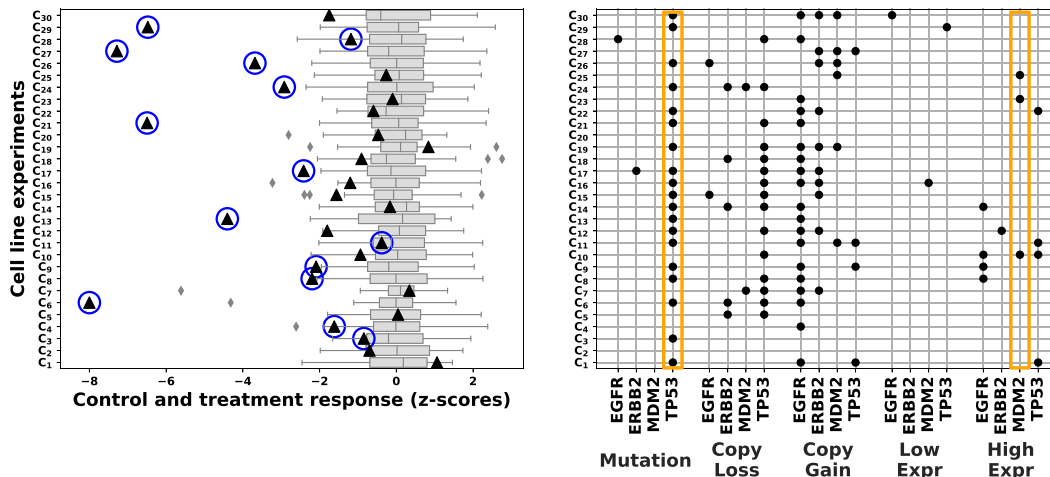 Cell line experiments
C₃₀
C₂₉
C₂₈
C₂₇
C₂₆
C₂₅
C₂₄
C₂₃
C₂₂
C₂₁
C₂₀
C₁₉
C₁₈
C₁₇
C₁₆
C₁₅
C₁₄
C₁₃
C₁₂
C₁₁
C₁₀
C₉
C₈
C₇
C₆
C₅
C₄
C₃
C₂
C₁
−8 −6 −4 −2 0 2
Control and treatment response (z-scores)
C₃₀
C₂₉
C₂₈
C₂₇
C₂₆
C₂₅
C₂₄
C₂₃
C₂₂
C₂₁
C₂₀
C₁₉
C₁₈
C₁₇
C₁₆
C₁₅
C₁₄
C₁₃
C₁₂
C₁₁
C₁₀
C₉
C₈
C₇
C₆
C₅
C₄
C₃
C₂
C₁
EGFR
ERBB2
MDM2
TP53
EGFR
ERBB2
MDM2
TP53
EGFR
ERBB2
MDM2
TP53
EGFR
ERBB2
MDM2
TP53
EGFR
ERBB2
MDM2
TP53
Mutation
Copy
Loss
Copy
Gain
Low
Expr
High
Expr